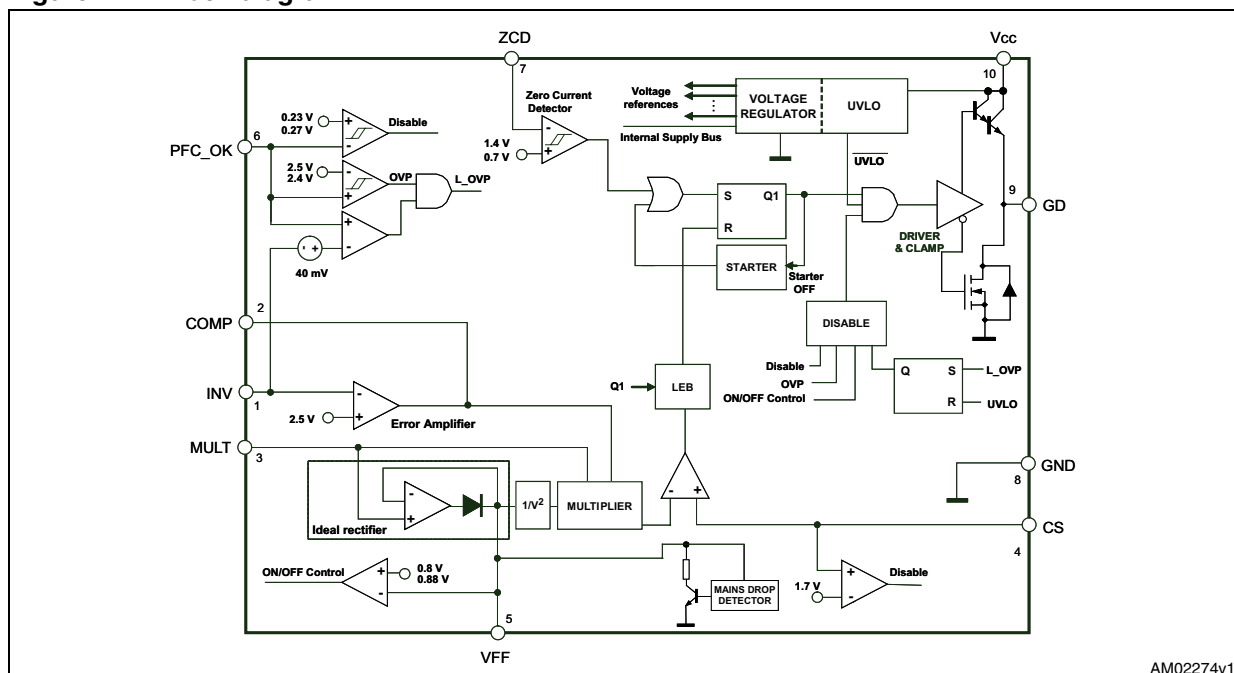 ZCD
Vcc
7
10
Zero Current
Detector
Voltage
references
VOLTAGE
REGULATOR
UVLO
Internal Supply Bus
0.23 V
0.27 V
+
-
Disable
6
PFC_OK
1.4 V
0.7 V
-
+
UVLO
2.5 V
2.4 V
-
+
OVP
L_OVP
S
Q1
R
9
GD
+
-
- +
40 mV
DRIVER
& CLAMP
STARTER
Starter
OFF
2
COMP
DISABLE
Disable
OVP
ON/OFF Control
Q
S
R
L_OVP
UVLO
Q1
LEB
INV
1
-
+
2.5 V
Error Amplifier
MULT
3
GND
8
-
+
Ideal rectifier
1/V²
MULTIPLIER
-
+
CS
4
ON/OFF Control
+
-
0.8 V
0.88 V
MAINS DROP
DETECTOR
1.7 V
+
-
Disable
5
VFF
AM02274v1